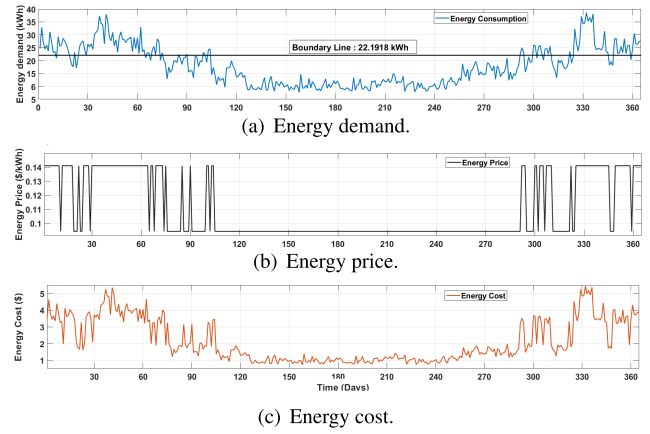 Energy demand (kWh)
40
35
30
25
20
15
6
5
Energy Consumption
Boundary Line : 22.1918 kWh
0 30 60 90 120 150 180 210 240 270 300 330 360
(a) Energy demand.
Energy Price ($/kWh)
0.14
0.13
0.12
0.11
0.1
Energy Price
30 60 90 120 150 180 210 240 270 300 330 360
(b) Energy price.
Energy Cost ($)
5
4
3
2
1
Energy Cost
30 60 90 120 150 180 210 240 270 300 330 360
Time (Days)
(c) Energy cost.